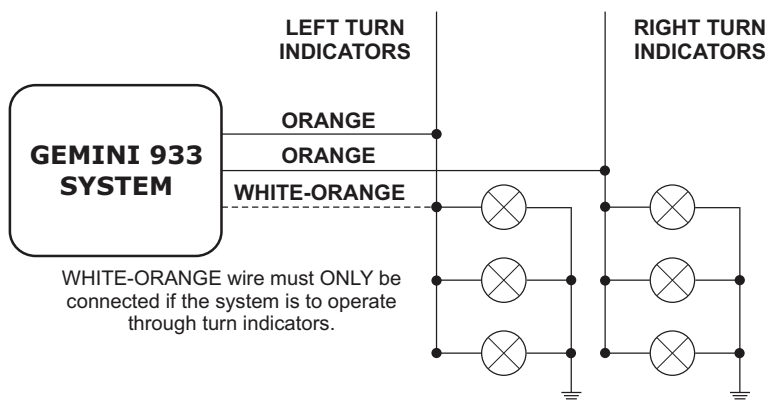 LEFT TURN
INDICATORS
RIGHT TURN
INDICATORS
GEMINI 933
SYSTEM
ORANGE
ORANGE
WHITE-ORANGE
WHITE-ORANGE wire must ONLY be
connected if the system is to operate
through turn indicators.